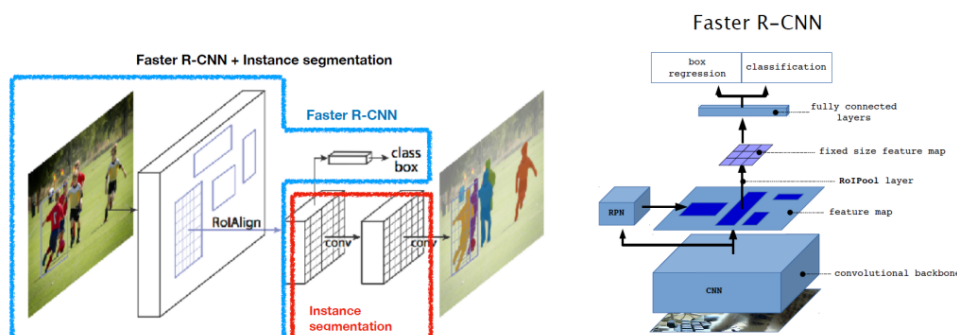 Faster R-CNN + Instance segmentation
Faster R-CNN
class
box
RoIAlign
conv
conv
Instance
segmentation
Faster R-CNN
box
regression
classification
fully connected
layers
fixed size feature map
RoIPool layer
RPN
feature map
CNN
convolutional backbone